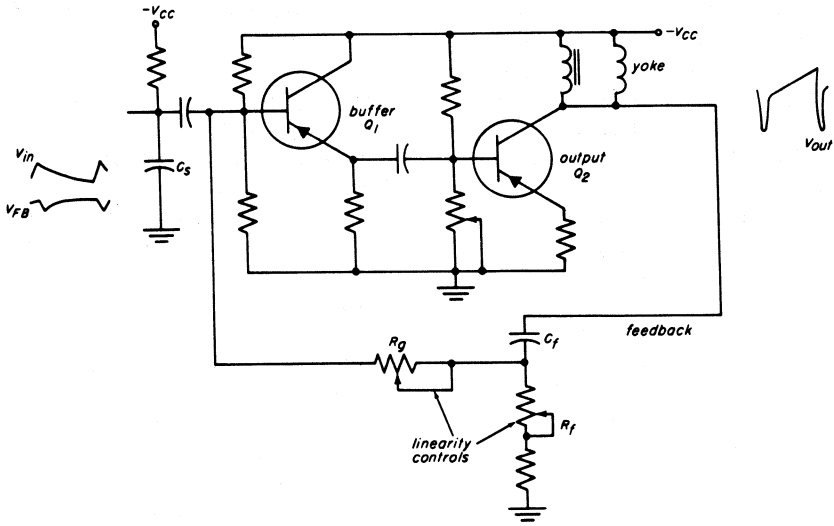 -Vcc
-Vcc
yoke
buffer
Q1
output
Q2
Vout
Vin
Cs
VFB
feedback
Cf
Rg
Rf
linearity
controls